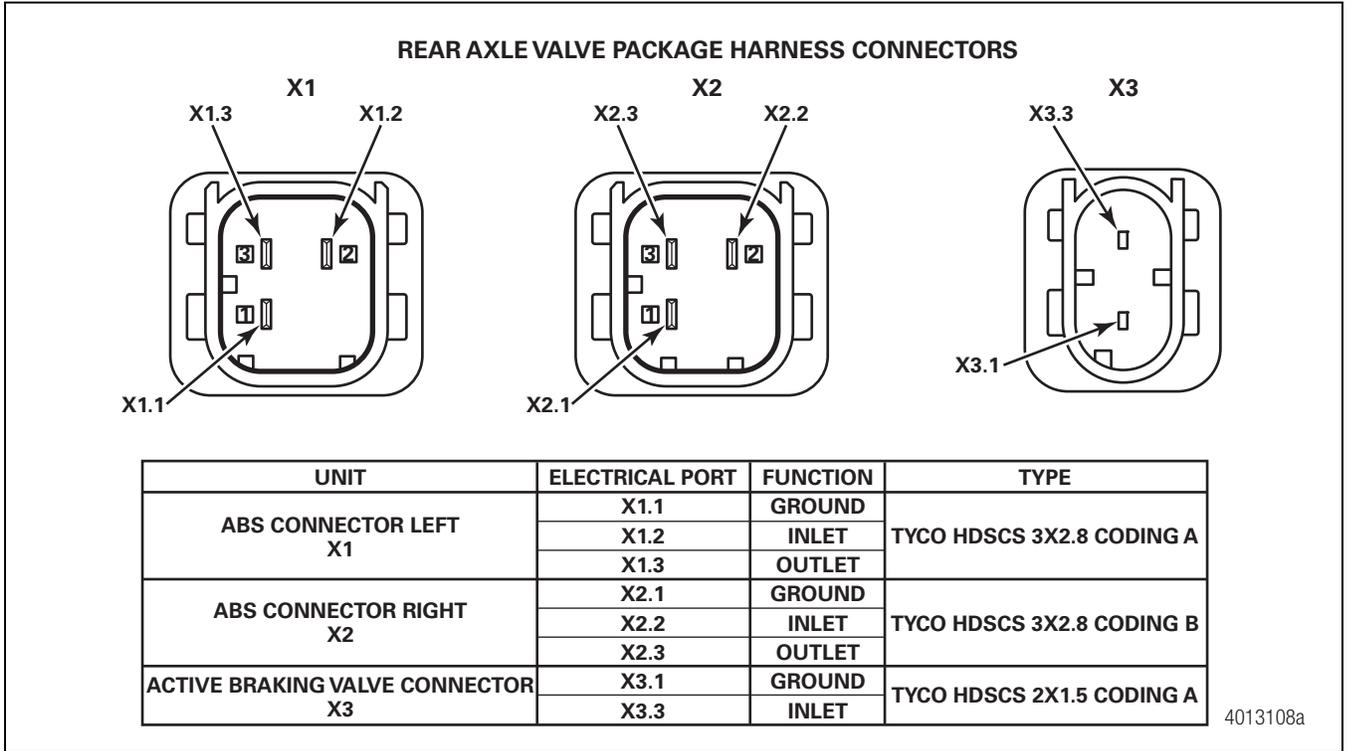 REAR AXLE VALVE PACKAGE HARNESS CONNECTORS
X1
X2
X3
X1.3
X1.2
X2.3
X2.2
X3.3
3
2
3
2
1
1
X3.1
X1.1
X2.1
UNIT ELECTRICAL PORT FUNCTION TYPE
ABS CONNECTOR LEFT
X1
X1.1 GROUND
X1.2 INLET
X1.3 OUTLET
TYCO HDSCS 3X2.8 CODING A
ABS CONNECTOR RIGHT
X2
X2.1 GROUND
X2.2 INLET
X2.3 OUTLET
TYCO HDSCS 3X2.8 CODING B
ACTIVE BRAKING VALVE CONNECTOR
X3
X3.1 GROUND
X3.3 INLET
TYCO HDSCS 2X1.5 CODING A
4013108a